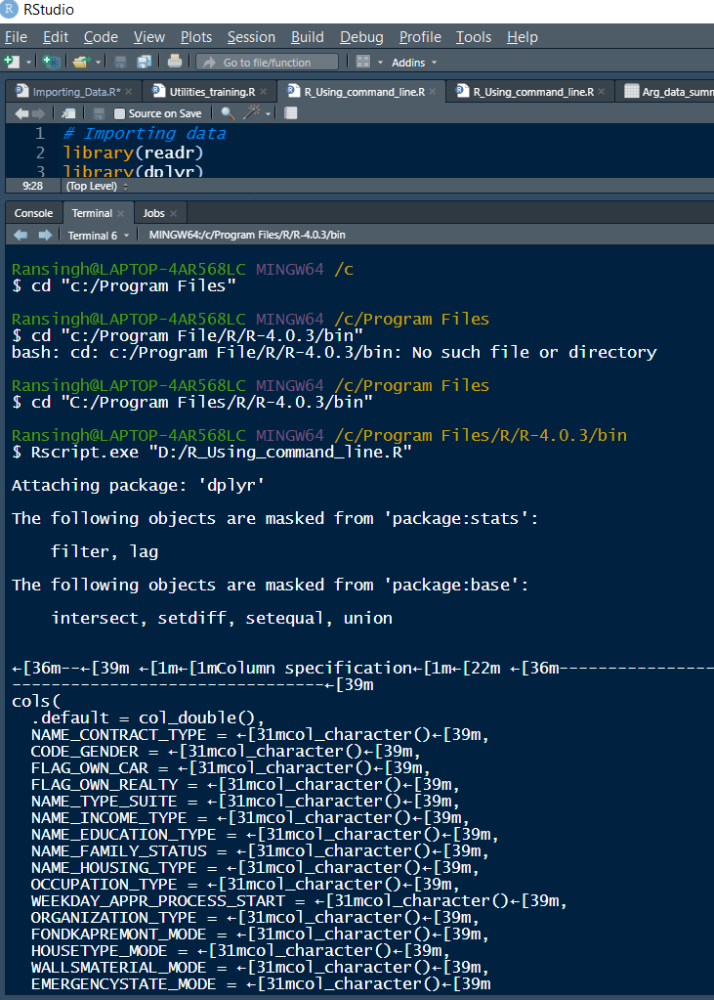 RStudio
File Edit Code View Plots Session Build Debug Profile Tools Help
Go to file/function Addins
Importing_Data.R* Utilities_training.R R_Using_command_line.R R_Using_command_line.R Arg_data_summ
Source on Save
1 # Importing data
2 library(readr)
3 library(dplyr)
9:28 (Top Level)
Console Terminal Jobs
Terminal 6 MINGW64:/c/Program Files/R/R-4.0.3/bin
Ransingh@LAPTOP-4AR568LC MINGW64 /c
$ cd "c:/Program Files"
Ransingh@LAPTOP-4AR568LC MINGW64 /c/Program Files
$ cd "c:/Program File/R/R-4.0.3/bin"
bash: cd: c:/Program File/R/R-4.0.3/bin: No such file or directory
Ransingh@LAPTOP-4AR568LC MINGW64 /c/Program Files
$ cd "C:/Program Files/R/R-4.0.3/bin"
Ransingh@LAPTOP-4AR568LC MINGW64 /c/Program Files/R/R-4.0.3/bin
$ Rscript.exe "D:/R_Using_command_line.R"
Attaching package: 'dplyr'
The following objects are masked from 'package:stats':
filter, lag
The following objects are masked from 'package:base':
intersect, setdiff, setequal, union
←[36m--←[39m ←[1m←[1mColumn specification←[1m←[22m ←[36m----------------
--------------------------------←[39m
cols(
.default = col_double(),
NAME_CONTRACT_TYPE = ←[31mcol_character()←[39m,
CODE_GENDER = ←[31mcol_character()←[39m,
FLAG_OWN_CAR = ←[31mcol_character()←[39m,
FLAG_OWN_REALTY = ←[31mcol_character()←[39m,
NAME_TYPE_SUITE = ←[31mcol_character()←[39m,
NAME_INCOME_TYPE = ←[31mcol_character()←[39m,
NAME_EDUCATION_TYPE = ←[31mcol_character()←[39m,
NAME_FAMILY_STATUS = ←[31mcol_character()←[39m,
NAME_HOUSING_TYPE = ←[31mcol_character()←[39m,
OCCUPATION_TYPE = ←[31mcol_character()←[39m,
WEEKDAY_APPR_PROCESS_START = ←[31mcol_character()←[39m,
ORGANIZATION_TYPE = ←[31mcol_character()←[39m,
FONDKAPREMONT_MODE = ←[31mcol_character()←[39m,
HOUSETYPE_MODE = ←[31mcol_character()←[39m,
WALLSMATERIAL_MODE = ←[31mcol_character()←[39m,
EMERGENCYSTATE_MODE = ←[31mcol_character()←[39m